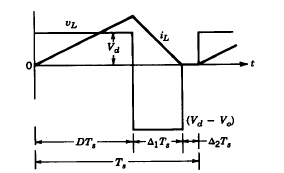 v_L
i_L
V_d
0
t
(V_d − V_o)
DT_s
Δ_1T_s
Δ_2T_s
T_s